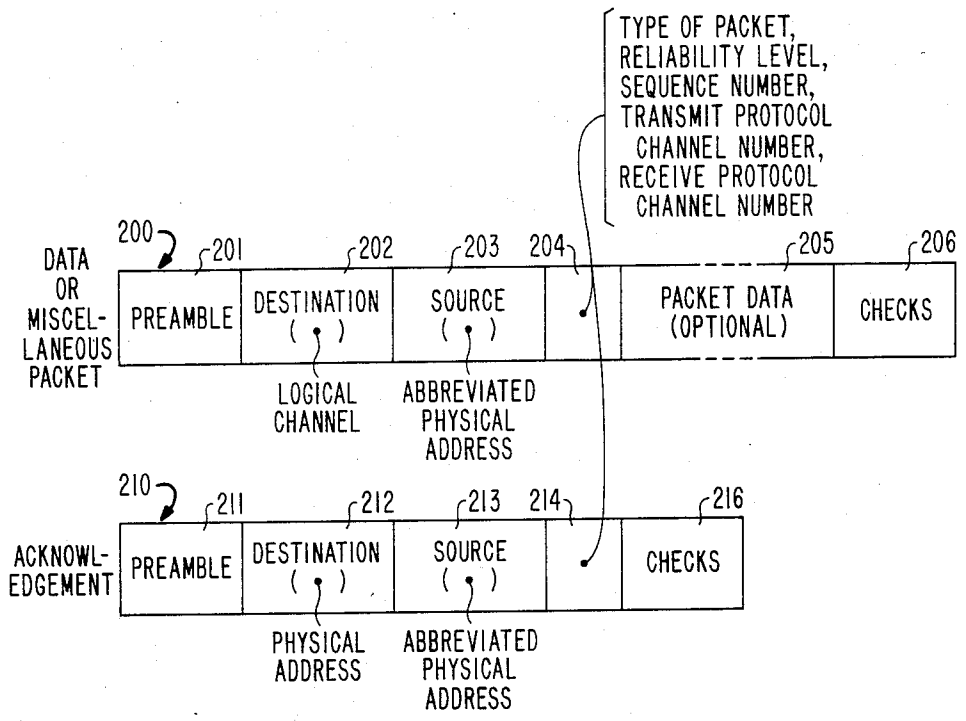 TYPE OF PACKET,
RELIABILITY LEVEL,
SEQUENCE NUMBER,
TRANSMIT PROTOCOL
CHANNEL NUMBER,
RECEIVE PROTOCOL
CHANNEL NUMBER
200
201
202
203
204
205
206
DATA
OR
MISCEL-
LANEOUS
PACKET
PREAMBLE
DESTINATION
( )
SOURCE
( )
PACKET DATA
(OPTIONAL)
CHECKS
LOGICAL
CHANNEL
ABBREVIATED
PHYSICAL
ADDRESS
210
211
212
213
214
216
ACKNOWL-
EDGEMENT
PREAMBLE
DESTINATION
( )
SOURCE
( )
CHECKS
PHYSICAL
ADDRESS
ABBREVIATED
PHYSICAL
ADDRESS